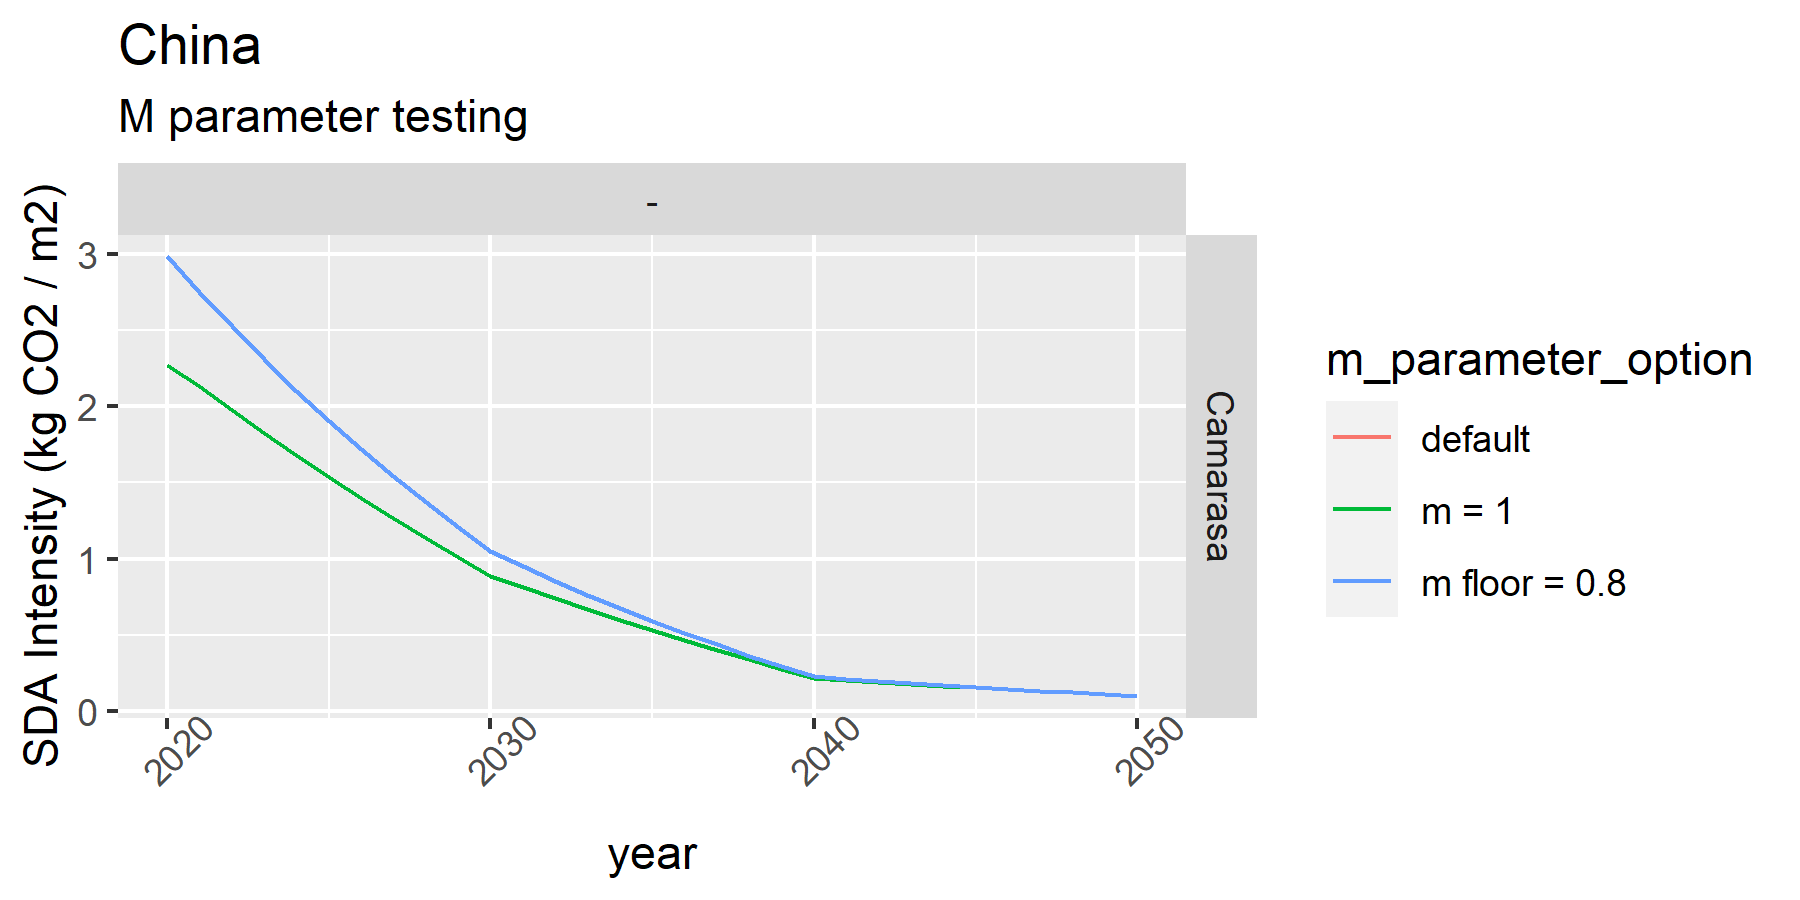 China
M parameter testing
-
SDA Intensity (kg CO2 / m2)
3
2
1
0
Camarasa
2020
2030
2040
2050
year
m_parameter_option
default
m = 1
m floor = 0.8